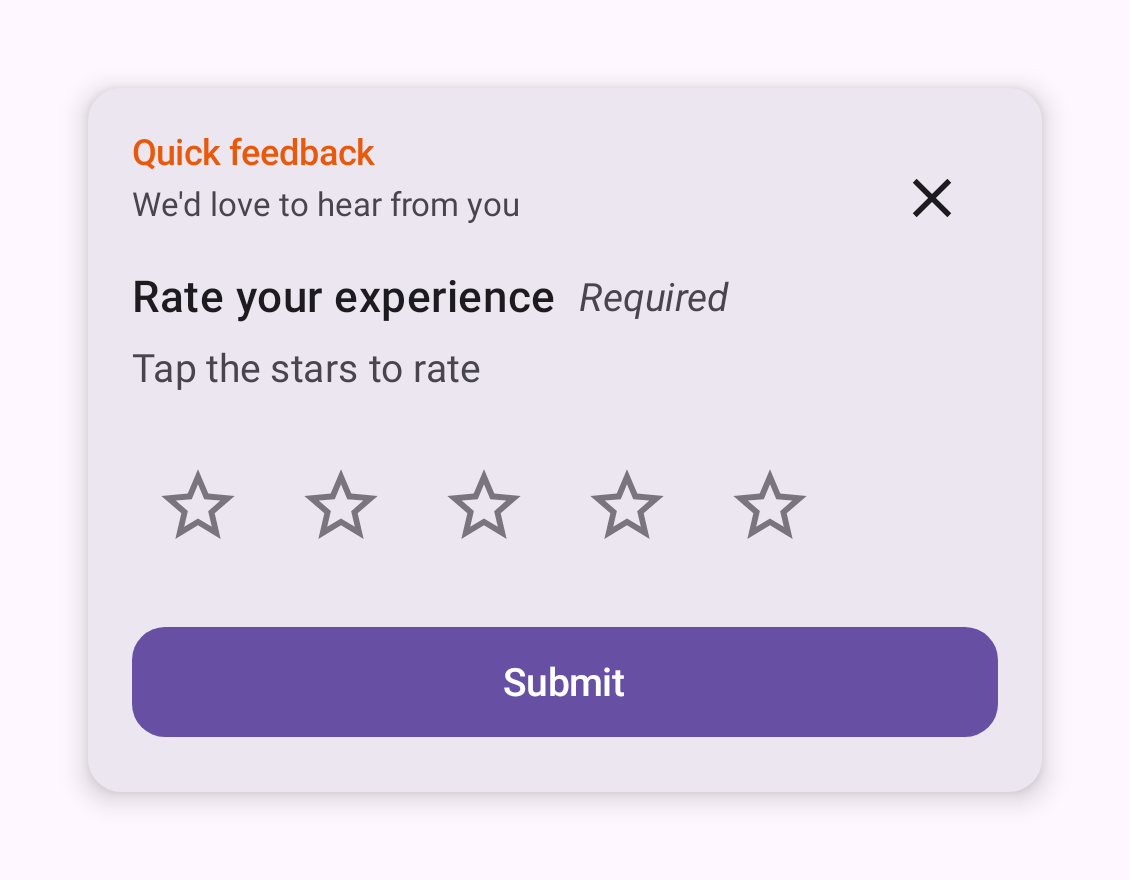 Quick feedback
We'd love to hear from you
Rate your experience Required
Tap the stars to rate
Submit